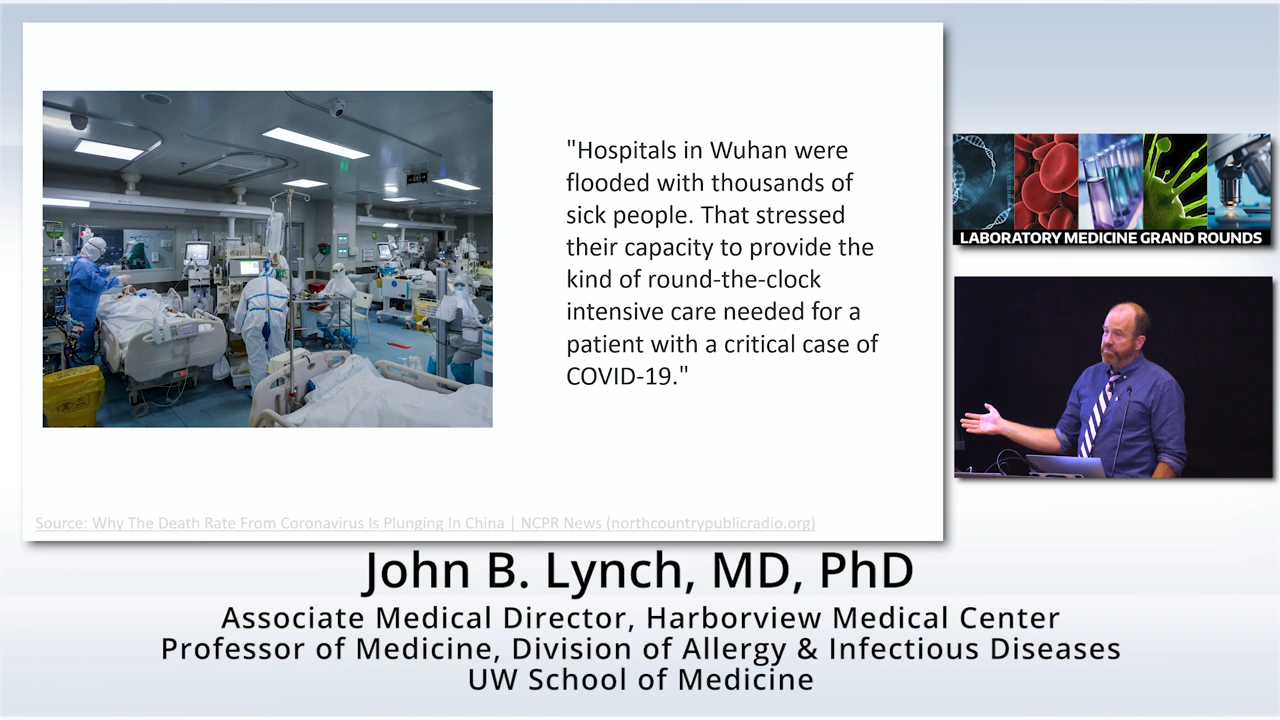 "Hospitals in Wuhan were
flooded with thousands of
sick people. That stressed
their capacity to provide the
kind of round-the-clock
intensive care needed for a
patient with a critical case of
COVID-19."
Source: Why The Death Rate From Coronavirus Is Plunging In China | NCPR News (northcountrypublicradio.org)
LABORATORY MEDICINE GRAND ROUNDS
John B. Lynch, MD, PhD
Associate Medical Director, Harborview Medical Center
Professor of Medicine, Division of Allergy & Infectious Diseases
UW School of Medicine